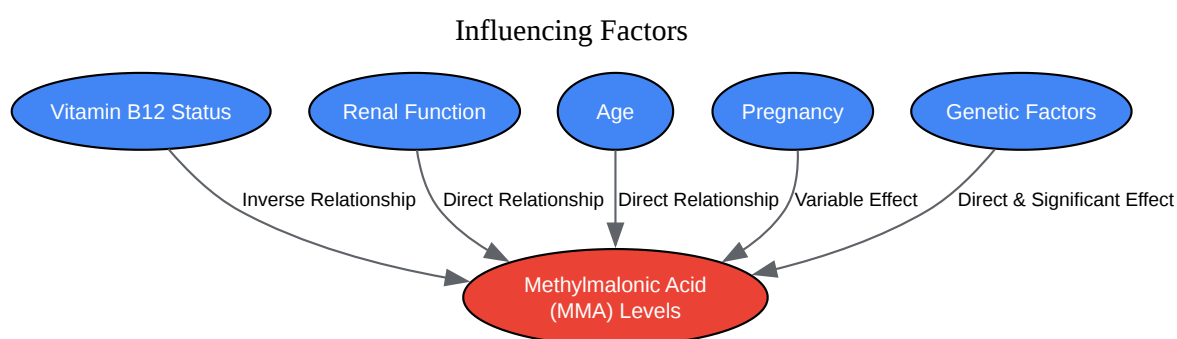 Influencing Factors
Vitamin B12 Status
Renal Function
Age
Pregnancy
Genetic Factors
Inverse Relationship
Direct Relationship
Direct Relationship
Variable Effect
Direct & Significant Effect
Methylmalonic Acid
(MMA) Levels